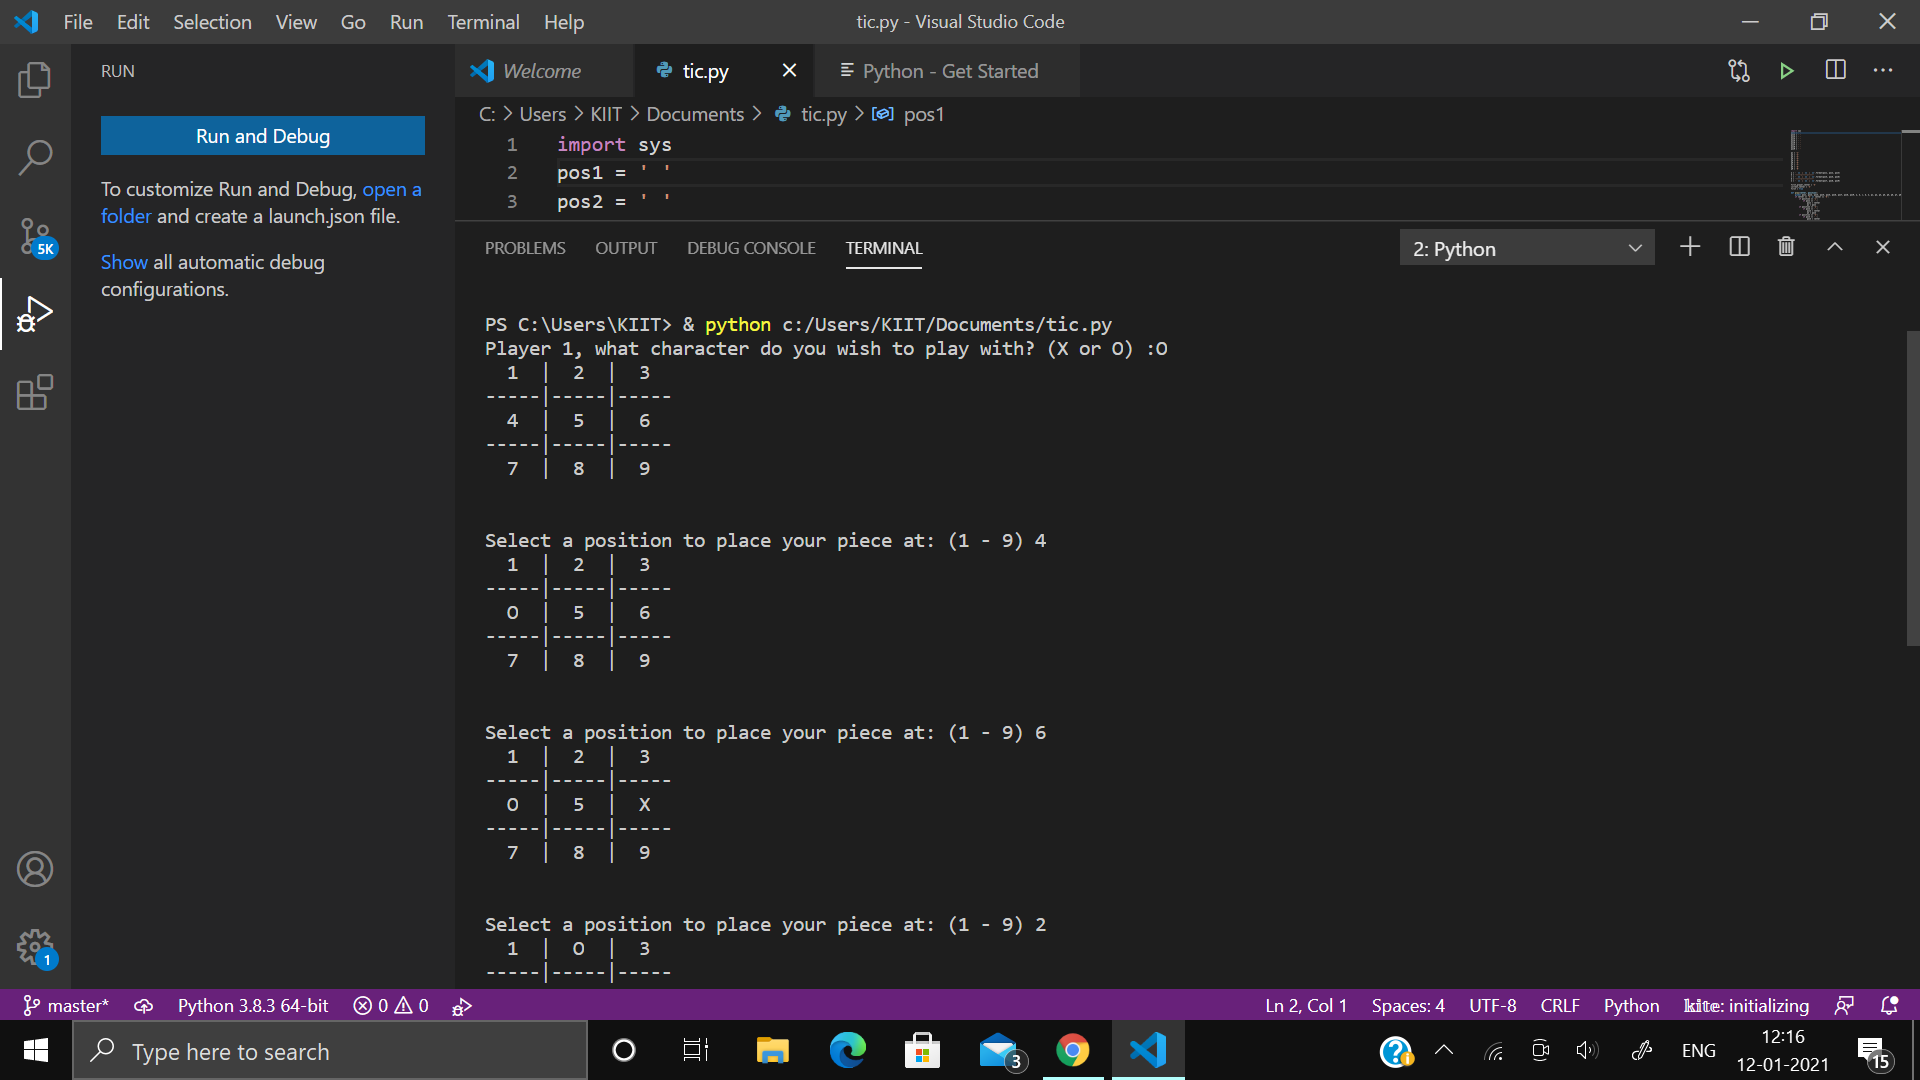 File Edit Selection View Go Run Terminal Help
tic.py - Visual Studio Code
RUN
Run and Debug
To customize Run and Debug, open a
folder and create a launch.json file.
Show all automatic debug
configurations.
5K
1
Welcome
tic.py
Python - Get Started
C: > Users > KIIT > Documents > tic.py > pos1
1 import sys
2 pos1 = ' '
3 pos2 = ' '
PROBLEMS OUTPUT DEBUG CONSOLE TERMINAL
2: Python
PS C:\Users\KIIT> & python c:/Users/KIIT/Documents/tic.py
Player 1, what character do you wish to play with? (X or O) :O
1 | 2 | 3
-----|-----|-----
4 | 5 | 6
-----|-----|-----
7 | 8 | 9
Select a position to place your piece at: (1 - 9) 4
1 | 2 | 3
-----|-----|-----
O | 5 | 6
-----|-----|-----
7 | 8 | 9
Select a position to place your piece at: (1 - 9) 6
1 | 2 | 3
-----|-----|-----
O | 5 | X
-----|-----|-----
7 | 8 | 9
Select a position to place your piece at: (1 - 9) 2
1 | O | 3
-----|-----|-----
master* Python 3.8.3 64-bit 0 0
Ln 2, Col 1 Spaces: 4 UTF-8 CRLF Python kite: initializing
Type here to search
3
ENG
12:16
12-01-2021
15